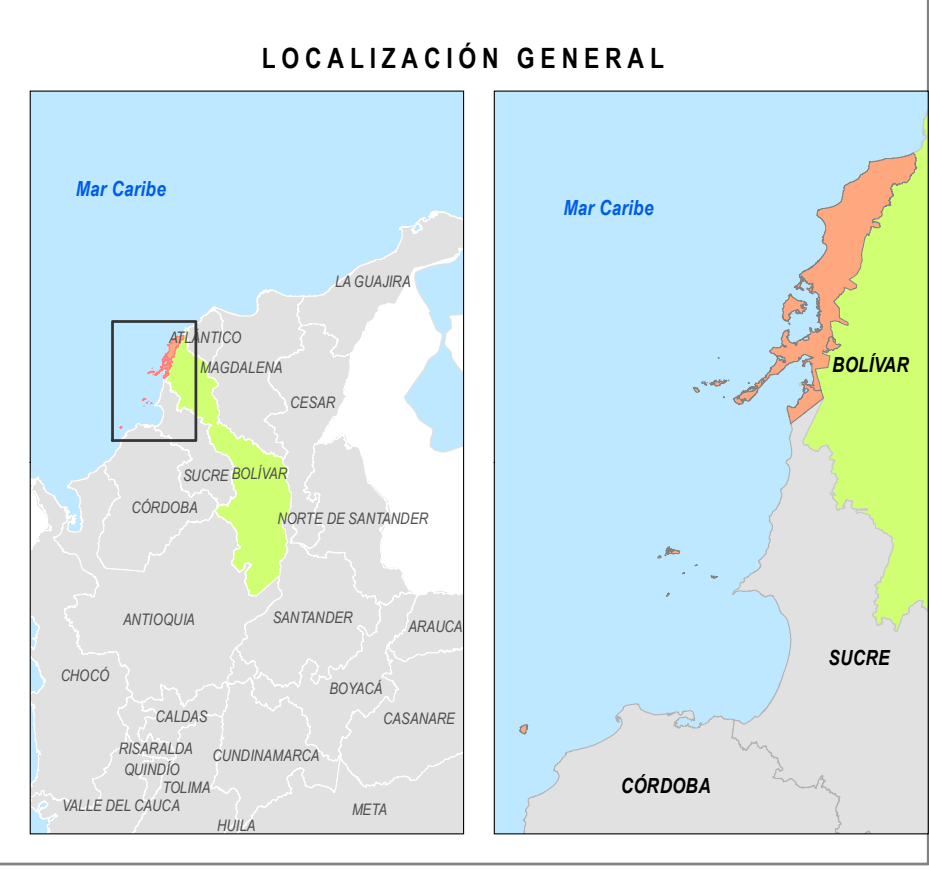 LOCALIZACIÓN GENERAL
Mar Caribe
LA GUAJIRA
ATLÁNTICO
MAGDALENA
CESAR
SUCRE
BOLÍVAR
CÓRDOBA
NORTE DE SANTANDER
ANTIOQUIA
SANTANDER
ARAUCA
CHOCÓ
BOYACÁ
CALDAS
CASANARE
RISARALDA
CUNDINAMARCA
QUINDÍO
TOLIMA
VALLE DEL CAUCA
META
HUILA
Mar Caribe
BOLÍVAR
SUCRE
CÓRDOBA